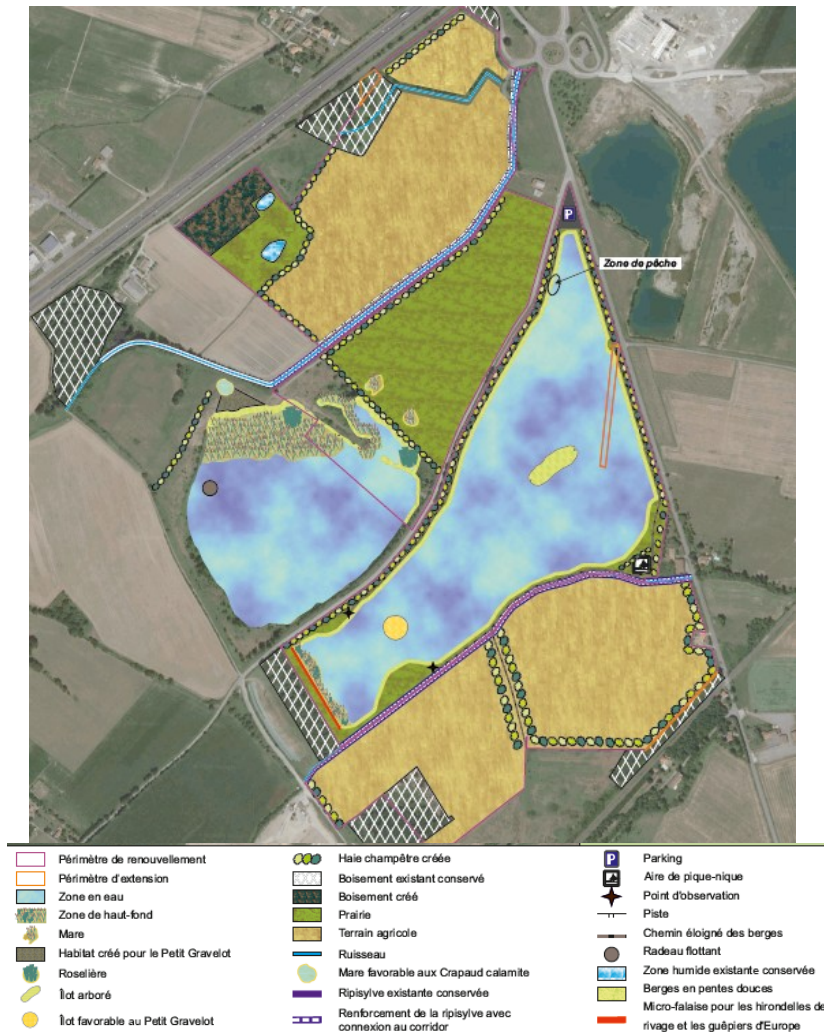 P
Zone de pêche
Périmètre de renouvellement
Périmètre d'extension
Zone en eau
Zone de haut-fond
Mare
Habitat créé pour le Petit Gravelot
Roselière
Îlot arboré
Îlot favorable au Petit Gravelot
Haie champêtre créée
Boisement existant conservé
Boisement créé
Prairie
Terrain agricole
Ruisseau
Mare favorable aux Crapaud calamite
Ripisylve existante conservée
Renforcement de la ripisylve avec
connexion au corridor
P
Parking
Aire de pique-nique
Point d'observation
Piste
Chemin éloigné des berges
Radeau flottant
Zone humide existante conservée
Berges en pentes douces
Micro-falaise pour les hirondelles de
rivage et les guêpiers d'Europe